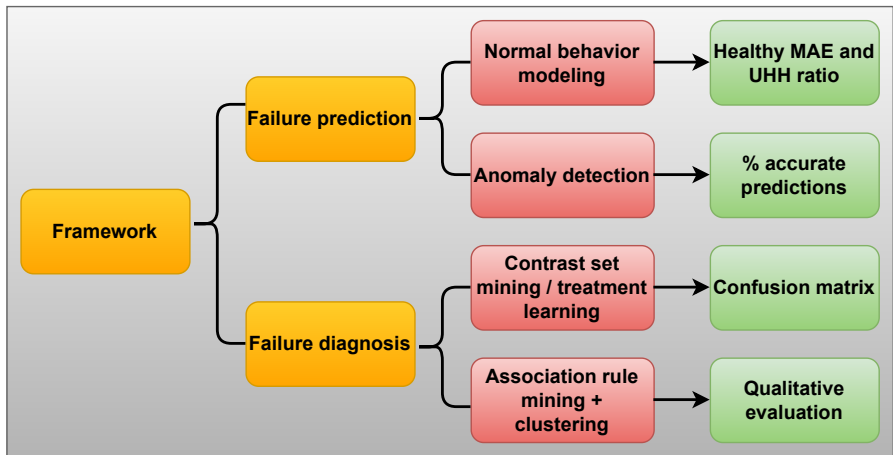 Framework
Failure prediction
Normal behavior
modeling
Healthy MAE and
UHH ratio
Anomaly detection
% accurate
predictions
Failure diagnosis
Contrast set
mining / treatment
learning
Confusion matrix
Association rule
mining +
clustering
Qualitative
evaluation